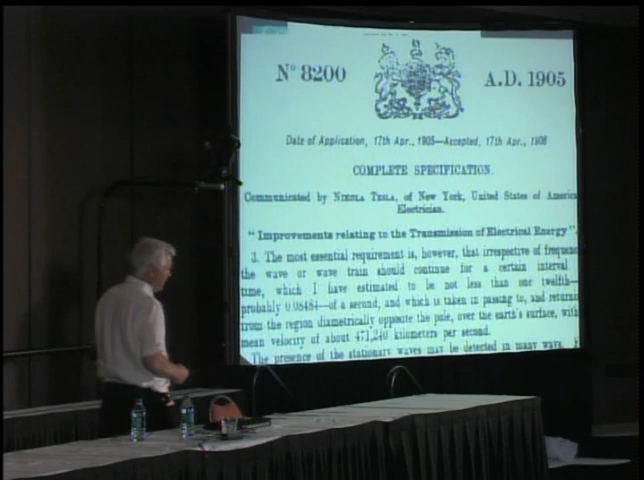 Nº 8200
A.D. 1905
Date of Application, 17th Apr., 1905—Accepted, 17th Apr., 1906
COMPLETE SPECIFICATION.
Communicated by NIKOLA TESLA, of New York, United States of America
Electrician.
"Improvements relating to the Transmission of Electrical Energy".
3. The most essential requirement is, however, that irrespective of frequenc
the wave or wave train should continue for a certain interval
time, which I have estimated to be not less than one twelfth—
probably 0.08484—of a second, and which is taken in passing to, and returni
from the region diametrically opposite the pole, over the earth's surface, with
mean velocity of about 471,240 kilometers per second.
The presence of the stationary waves may be detected in many ways.